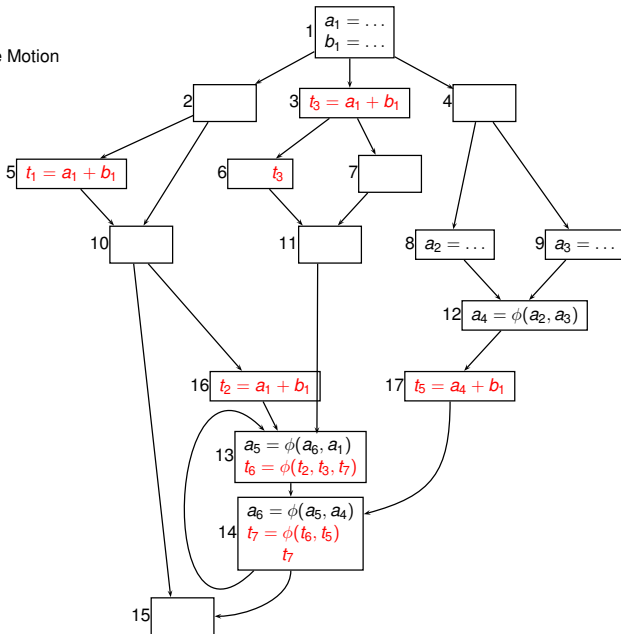 1
a₁ = …
b₁ = …
e Motion
2
3
t₃ = a₁ + b₁
4
5
t₁ = a₁ + b₁
6
t₃
7
10
11
8
a₂ = …
9
a₃ = …
12
a₄ = ϕ(a₂, a₃)
16
t₂ = a₁ + b₁
17
t₅ = a₄ + b₁
13
a₅ = ϕ(a₆, a₁)
t₆ = ϕ(t₂, t₃, t₇)
14
a₆ = ϕ(a₅, a₄)
t₇ = ϕ(t₆, t₅)
t₇
15